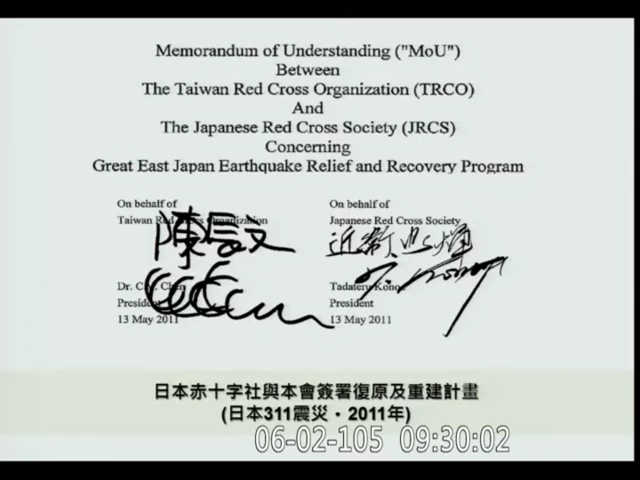 Memorandum of Understanding ("MoU")
Between
The Taiwan Red Cross Organization (TRCO)
And
The Japanese Red Cross Society (JRCS)
Concerning
Great East Japan Earthquake Relief and Recovery Program
On behalf of
Taiwan Red Cross Organization
陳長文
Dr. C. Chen
President
13 May 2011
On behalf of
Japanese Red Cross Society
近衞忠煇
Tadateru Konoe
President
13 May 2011
日本赤十字社與本會簽署復原及重建計畫
(日本311震災・2011年)
06-02-105 09:30:02